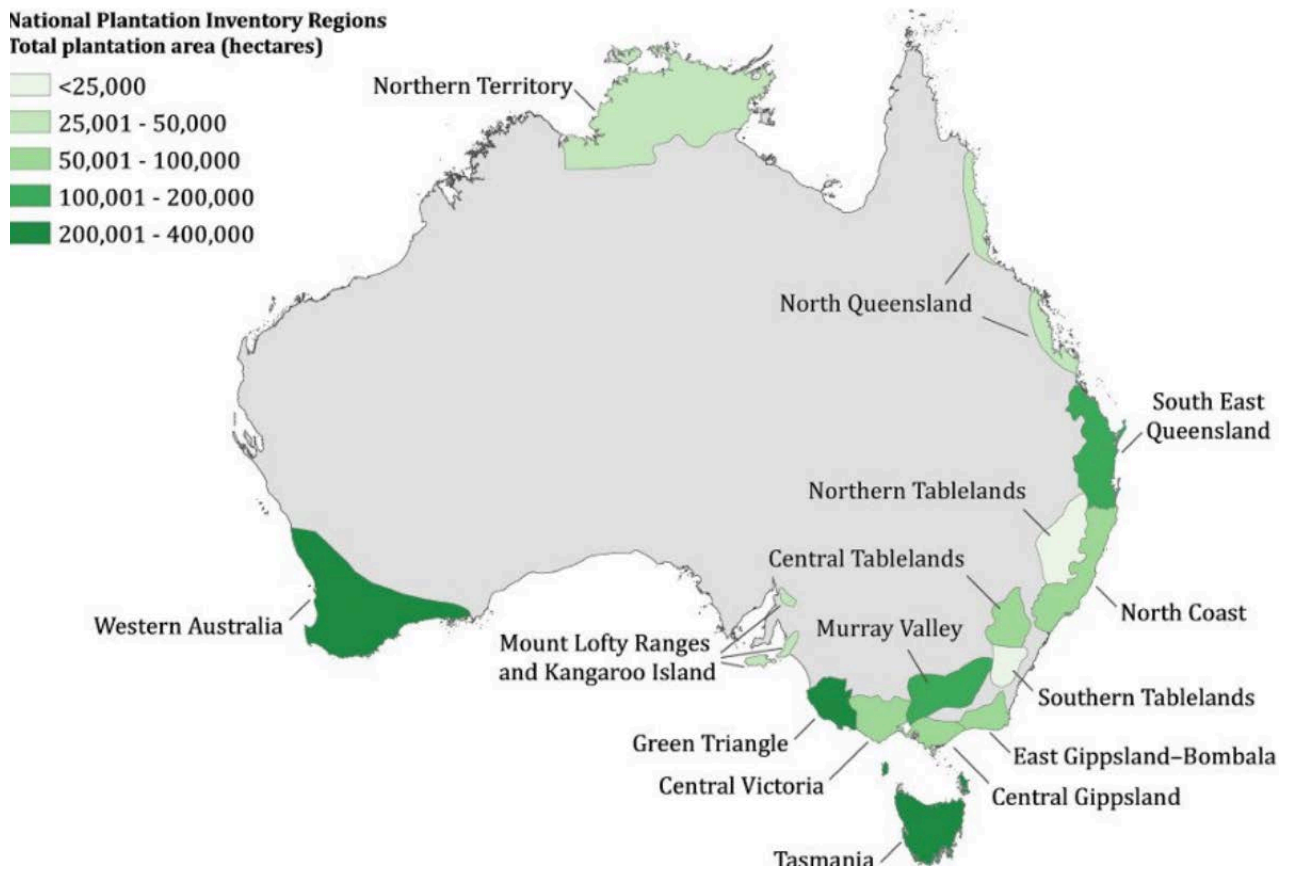 National Plantation Inventory Regions
Total plantation area (hectares)
<25,000
25,001 - 50,000
50,001 - 100,000
100,001 - 200,000
200,001 - 400,000
Northern Territory
North Queensland
South East
Queensland
Northern Tablelands
Central Tablelands
North Coast
Western Australia
Mount Lofty Ranges
and Kangaroo Island
Murray Valley
Southern Tablelands
Green Triangle
East Gippsland–Bombala
Central Victoria
Central Gippsland
Tasmania